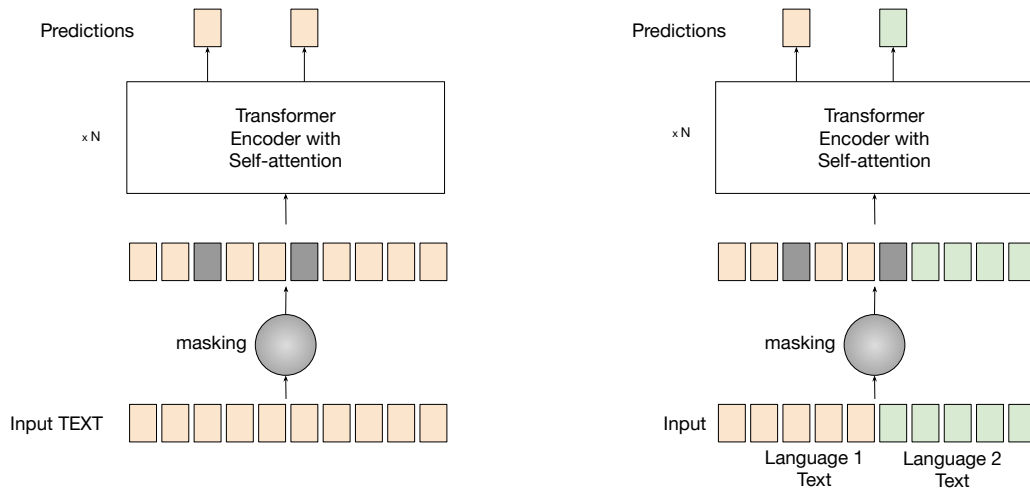 Predictions
Transformer
Encoder with
Self-attention
x N
masking
Input TEXT
Predictions
Transformer
Encoder with
Self-attention
x N
masking
Input
Language 1
Text
Language 2
Text